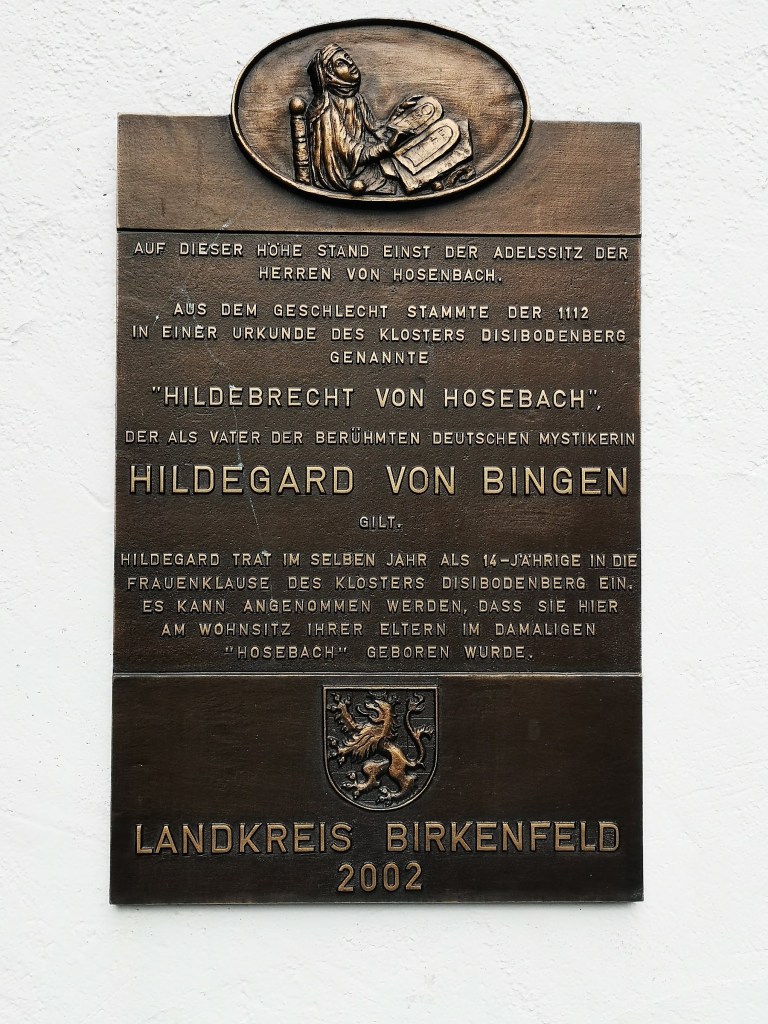 AUF DIESER HÖHE STAND EINST DER ADELSSITZ DER
HERREN VON HOSENBACH.
AUS DEM GESCHLECHT STAMMTE DER 1112
IN EINER URKUNDE DES KLOSTERS DISIBODENBERG
GENANNTE
"HILDEBRECHT VON HOSEBACH",
DER ALS VATER DER BERÜHMTEN DEUTSCHEN MYSTIKERIN
HILDEGARD VON BINGEN
GILT.
HILDEGARD TRAT IM SELBEN JAHR ALS 14-JÄHRIGE IN DIE
FRAUENKLAUSE DES KLOSTERS DISIBODENBERG EIN.
ES KANN ANGENOMMEN WERDEN, DASS SIE HIER
AM WOHNSITZ IHRER ELTERN IM DAMALIGEN
"HOSEBACH" GEBOREN WURDE.
LANDKREIS BIRKENFELD
2002